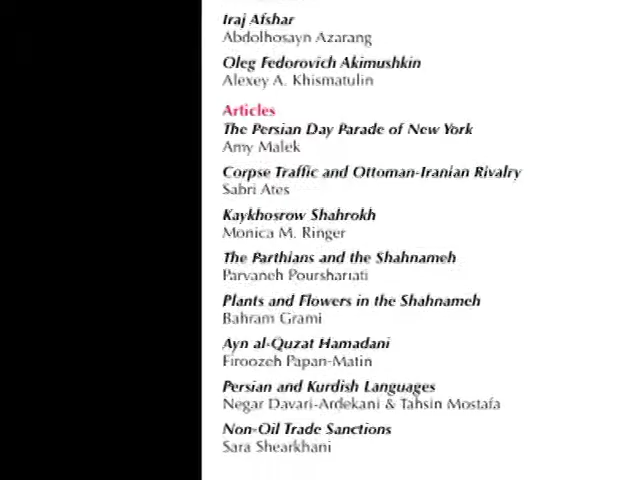 Iraj Afshar
Abdolhosayn Azarang
Oleg Fedorovich Akimushkin
Alexey A. Khismatulin
Articles
The Persian Day Parade of New York
Amy Malek
Corpse Traffic and Ottoman-Iranian Rivalry
Sabri Ates
Kaykhosrow Shahrokh
Monica M. Ringer
The Parthians and the Shahnameh
Parvaneh Pourshariati
Plants and Flowers in the Shahnameh
Bahram Grami
Ayn al-Quzat Hamadani
Firoozeh Papan-Matin
Persian and Kurdish Languages
Negar Davari-Ardekani & Tahsin Mostafa
Non-Oil Trade Sanctions
Sara Shearkhani